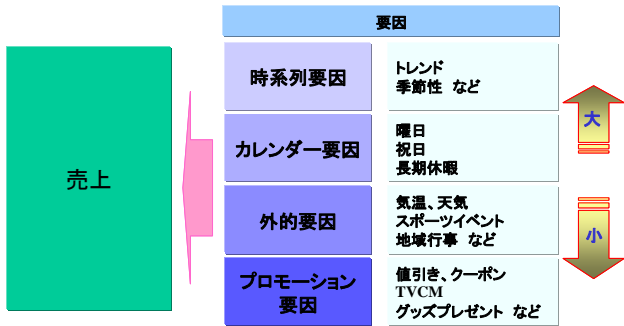 要因
売上
時系列要因
トレンド
季節性 など
カレンダー要因
曜日
祝日
長期休暇
外的要因
気温、天気
スポーツイベント
地域行事 など
プロモーション
要因
値引き、クーポン
TVCM
グッズプレゼント など
大
小